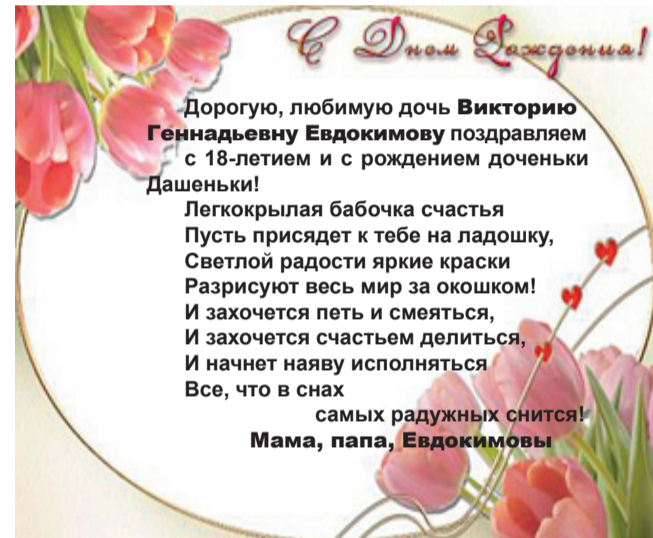 С Днем Рождения!
Дорогую, любимую дочь Викторию
Геннадьевну Евдокимову поздравляем
с 18-летием и с рождением доченьки
Дашеньки!
Легкокрылая бабочка счастья
Пусть присядет к тебе на ладошку,
Светлой радости яркие краски
Разрисуют весь мир за окошком!
И захочется петь и смеяться,
И захочется счастьем делиться,
И начнет наяву исполняться
Все, что в снах
самых радужных снится!
Мама, папа, Евдокимовы